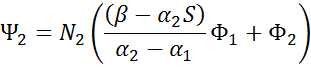 Ψ₂ = N₂ ( (β − α₂S) / (α₂ − α₁) Φ₁ + Φ₂ )